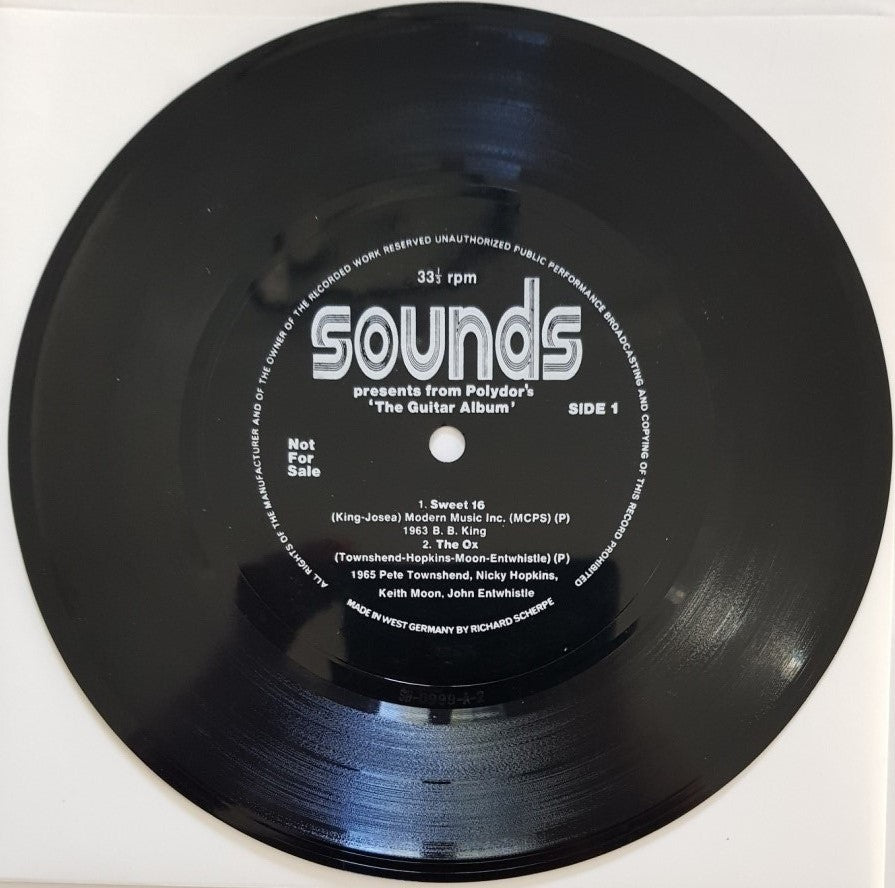 ALL RIGHTS OF THE MANUFACTURER AND OF THE OWNER OF THE RECORDED WORK RESERVED UNAUTHORIZED PUBLIC PERFORMANCE BROADCASTING AND COPYING OF THIS RECORD PROHIBITED
33⅓ rpm
sounds
presents from Polydor's
'The Guitar Album'
SIDE 1
Not
For
Sale
1. Sweet 16
(King-Josea) Modern Music Inc. (MCPS) (P)
1963 B. B. King
2. The Ox
(Townshend-Hopkins-Moon-Entwhistle) (P)
1965 Pete Townshend, Nicky Hopkins,
Keith Moon, John Entwhistle
MADE IN WEST GERMANY BY RICHARD SCHERPE